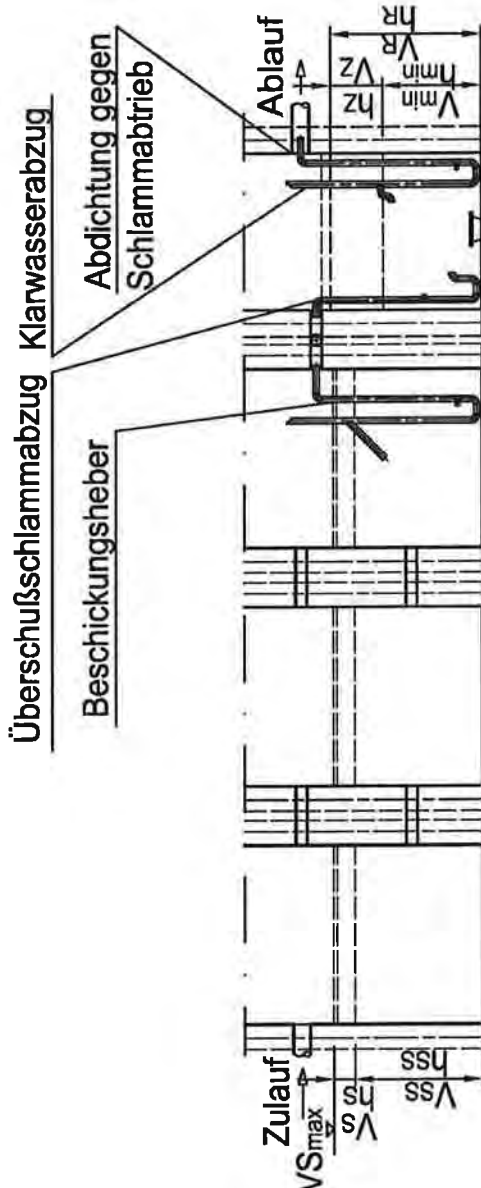 Überschußschlammabzug
Klarwasserabzug
Beschickungsheber
Abdichtung gegen
Schlammabtrieb
Zulauf
Ablauf
VSmax
Vs
hs
Vss
hss
Vz
hz
VR
hR
Vmin
hmin